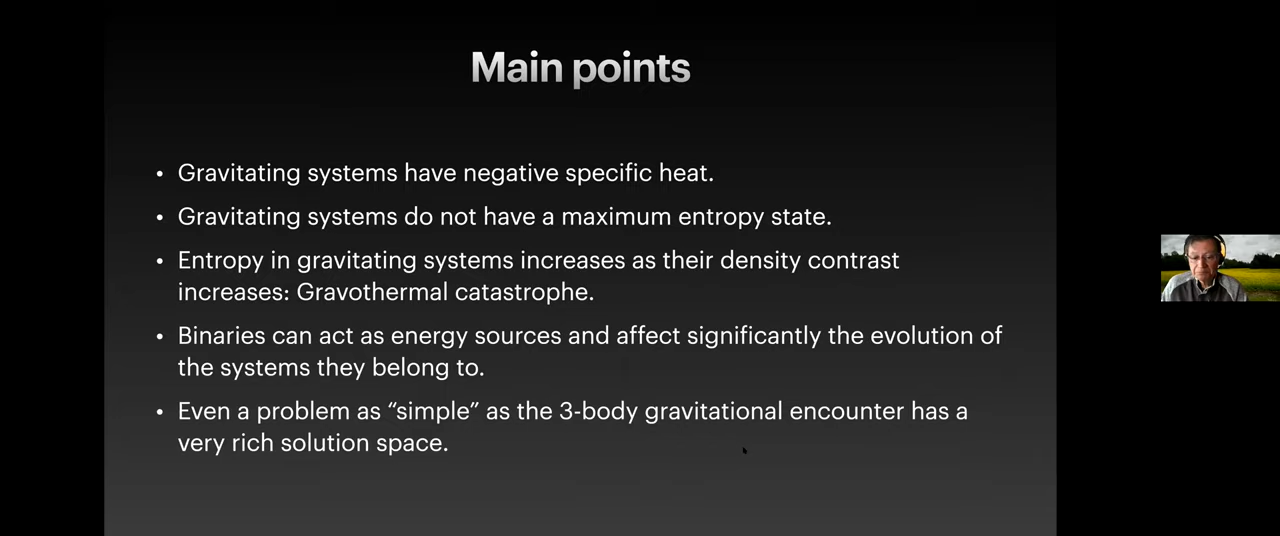 Main points
• Gravitating systems have negative specific heat.
• Gravitating systems do not have a maximum entropy state.
• Entropy in gravitating systems increases as their density contrast
increases: Gravothermal catastrophe.
• Binaries can act as energy sources and affect significantly the evolution of
the systems they belong to.
• Even a problem as “simple” as the 3-body gravitational encounter has a
very rich solution space.